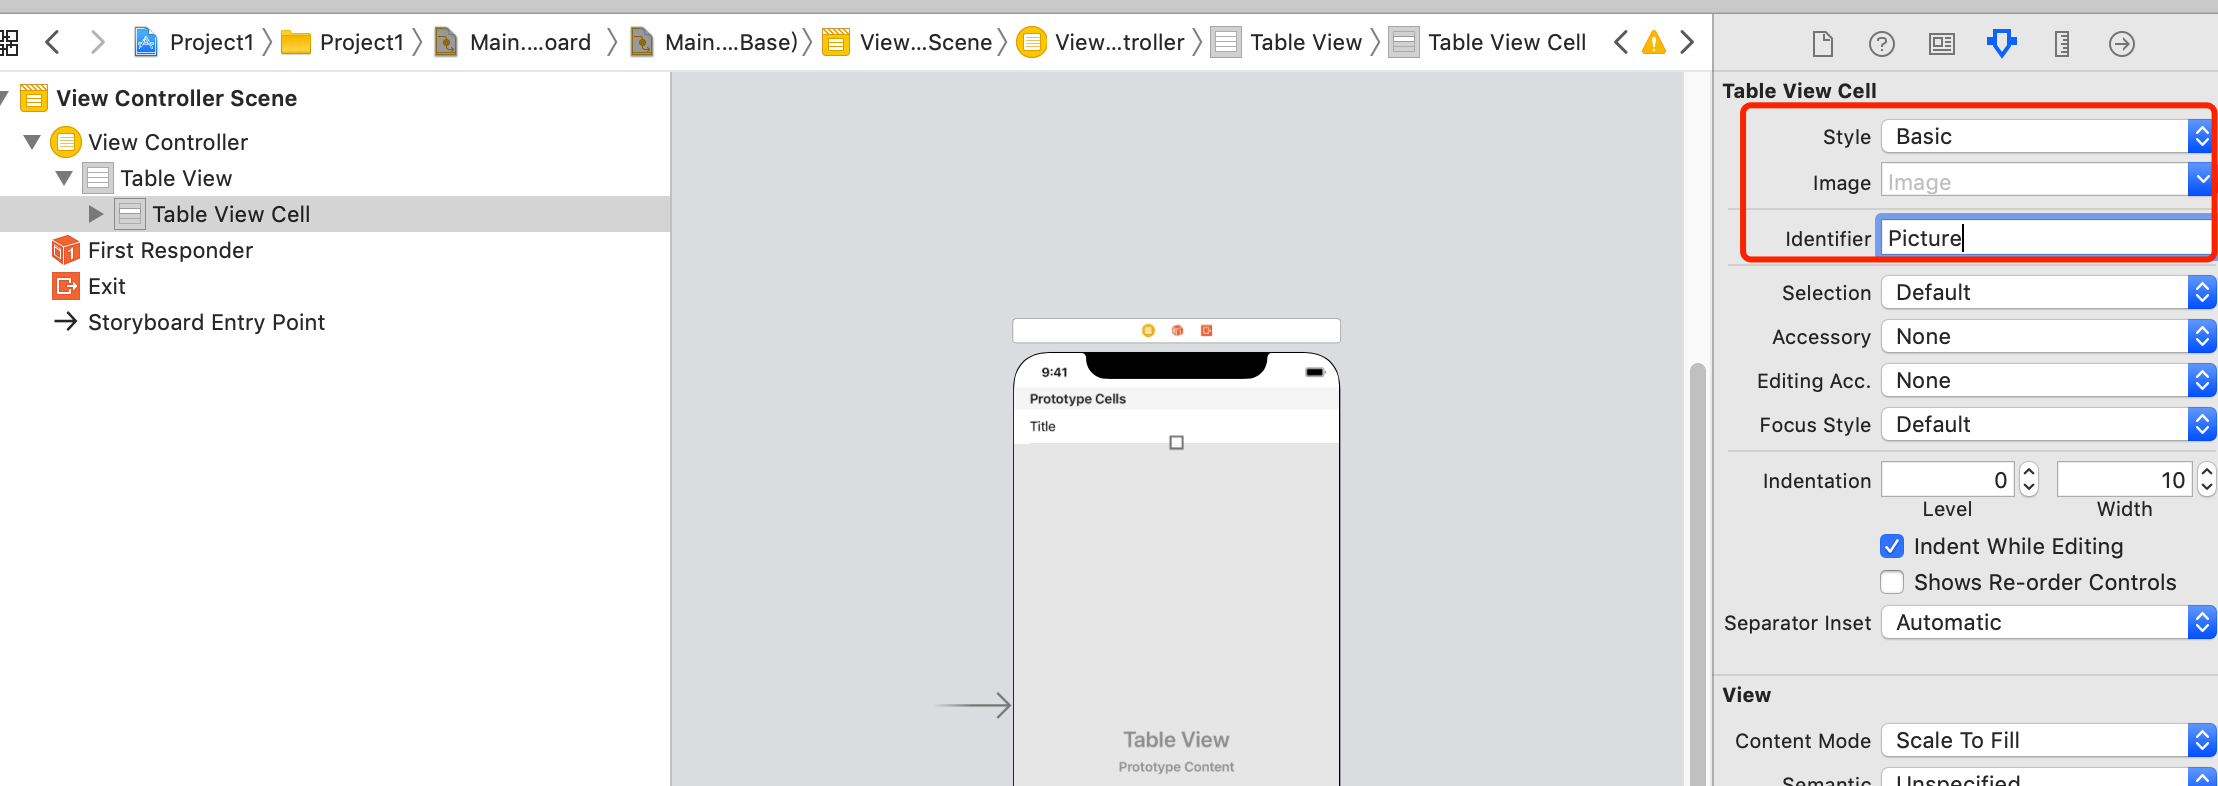 Project1 Project1 Main....oard Main....Base) View...Scene View...troller Table View Table View Cell
View Controller Scene
View Controller
Table View
Table View Cell
First Responder
Exit
Storyboard Entry Point
9:41
Prototype Cells
Title
Table View
Prototype Content
Table View Cell
Style Basic
Image Image
Identifier Picture
Selection Default
Accessory None
Editing Acc. None
Focus Style Default
Indentation 0 10
Level Width
Indent While Editing
Shows Re-order Controls
Separator Inset Automatic
View
Content Mode Scale To Fill
Semantic Unspecified